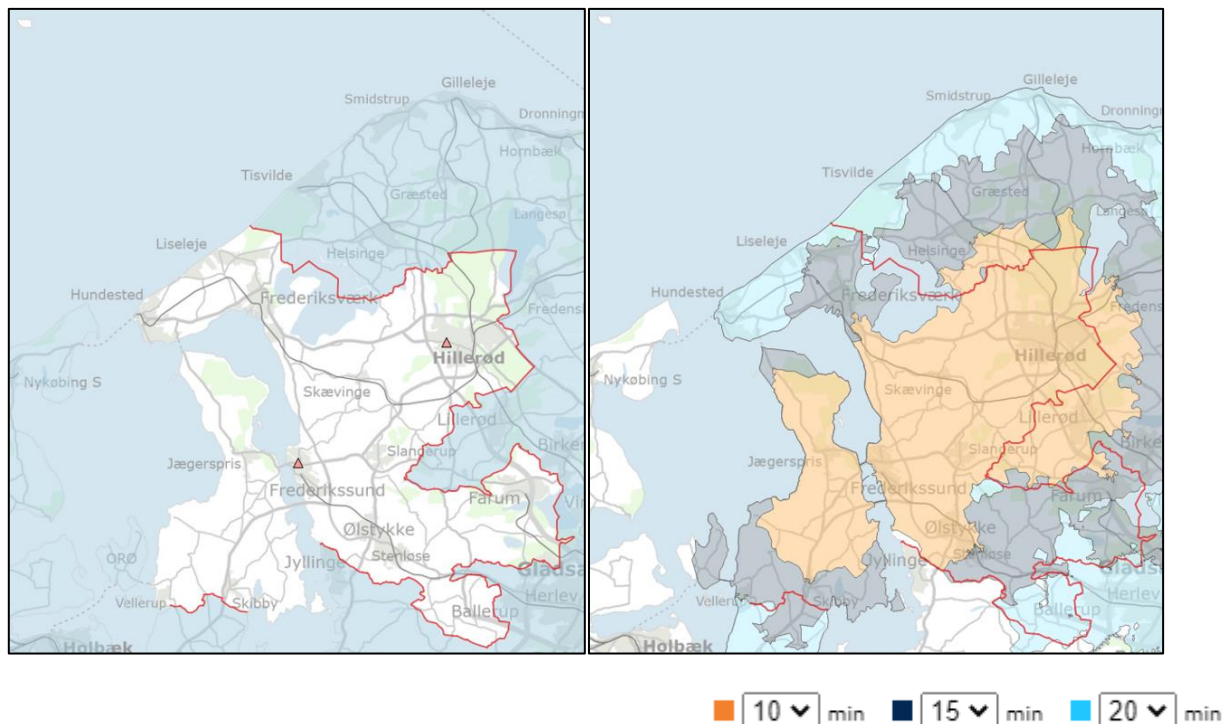 Gilleleje
Smidstrup
Dronningm
Hornbæk
Tisvilde
Græsted
Langesø
Liseleje
Helsinge
Hundested
Frederiksværk
Fredens
Hillerød
Nykøbing S
Skævinge
Lillerød
Birker
Slangerup
Jægerspris
Frederikssund
Farum
Ølstykke
Stenløse
ORØ
Jyllinge
Gladsa
Herlev
Vellerup
Skibby
Ballerup
Holbæk
Gilleleje
Smidstrup
Dronning
Hornbæk
Tisvilde
Græsted
Liseleje
Helsinge
Hundested
Frederiksværk
Fredens
Hillerød
Nykøbing S
Skævinge
Lillerød
Birke
Slangerup
Jægerspris
Frederikssund
Farum
Ølstykke
Stenløse
Jyllinge
Gladsa
Herlev
Skibby
Ballerup
Holbæk
10 min 15 min 20 min